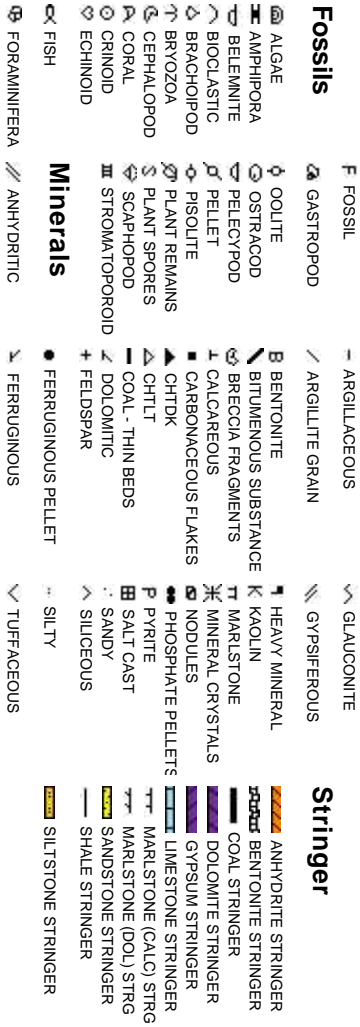 Fossils
ALGAE
AMPHIPORA
BELEMNITE
BIOCLASTIC
BRACHOIPOD
BRYOZOA
CEPHALOPOD
CORAL
CRINOID
ECHINOID
FISH
FORAMINIFERA
F FOSSIL
GASTROPOD
OOLITE
OSTRACOD
PELECYPOD
PELLET
PISOLITE
PLANT REMAINS
PLANT SPORES
SCAPHOPOD
STROMATOPOROID
Minerals
ANHYDRITIC
ARGILLACEOUS
ARGILLITE GRAIN
B BENTONITE
BITUMENOUS SUBSTANCE
BRECCIA FRAGMENTS
CALCAREOUS
CARBONACEOUS FLAKES
CHTDK
CHTLT
COAL - THIN BEDS
DOLOMITIC
FELDSPAR
FERRUGINOUS PELLET
FERRUGINOUS
GLAUCONITE
GYPSIFEROUS
HEAVY MINERAL
K KAOLIN
MARLSTONE
MINERAL CRYSTALS
NODULES
PHOSPHATE PELLETS
P PYRITE
SALT CAST
SANDY
SILICEOUS
SILTY
TUFFACEOUS
Stringer
ANHYDRITE STRINGER
BENTONITE STRINGER
COAL STRINGER
DOLOMITE STRINGER
GYPSUM STRINGER
LIMESTONE STRINGER
MARLSTONE (CALC) STRG
MARLSTONE (DOL) STRG
SANDSTONE STRINGER
SHALE STRINGER
SILTSTONE STRINGER